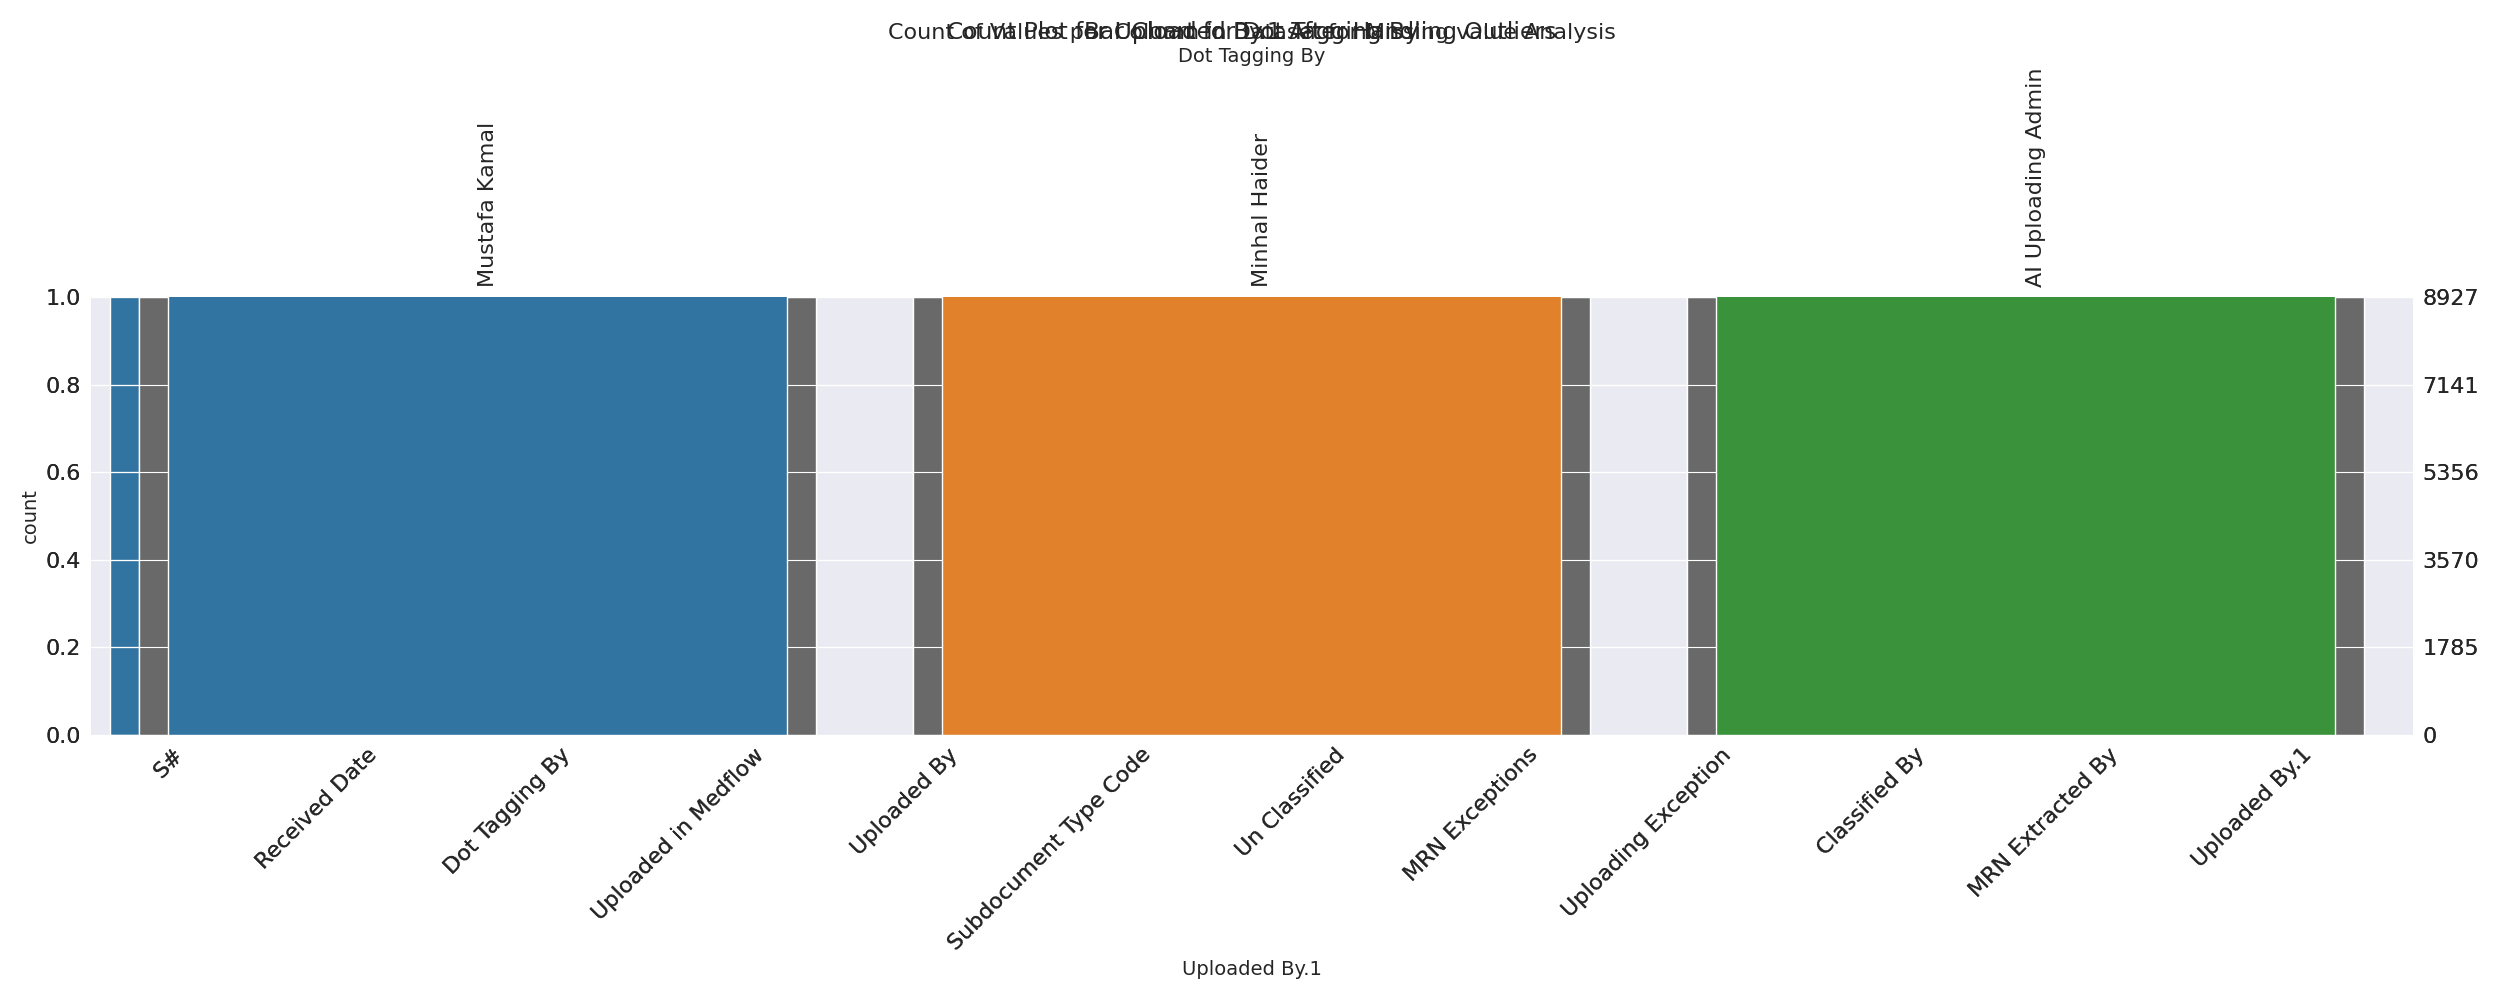 Dot Tagging By
Mustafa Kamal
Minhal Haider
AI Uploading Admin
1.0
0.8
0.6
0.4
0.2
0.0
count
8927
7141
5356
3570
1785
0
S#
Received Date
Dot Tagging By
Uploaded in Medflow
Uploaded By
Subdocument Type Code
Un Classified
MRN Exceptions
Uploading Exception
Classified By
MRN Extracted By
Uploaded By.1
Uploaded By.1